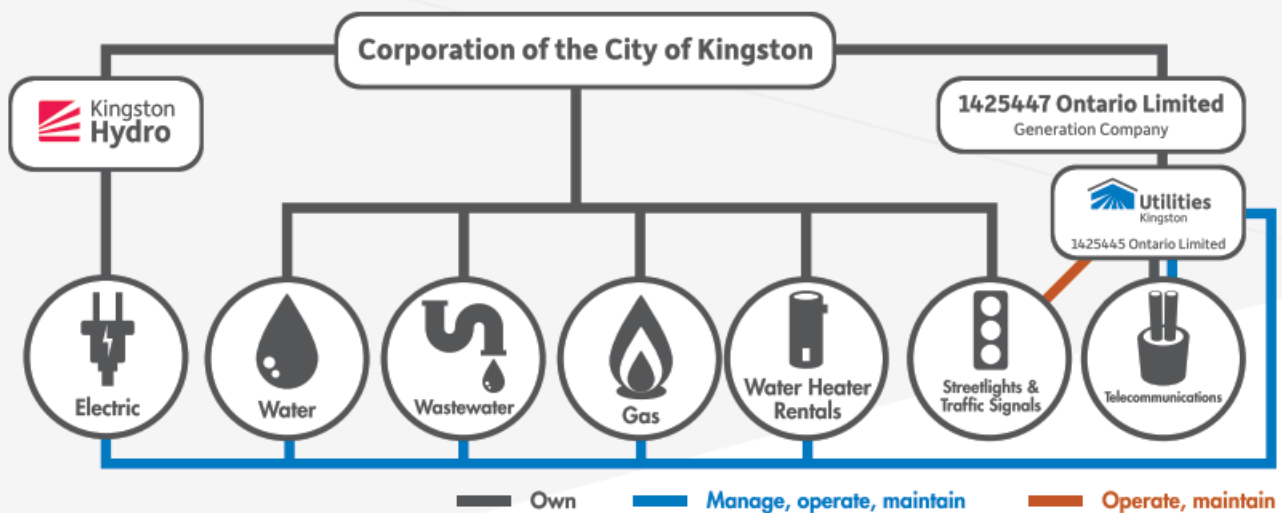 Corporation of the City of Kingston
Kingston
Hydro
1425447 Ontario Limited
Generation Company
Utilities
Kingston
1425445 Ontario Limited
Electric
Water
Wastewater
Gas
Water Heater
Rentals
Streetlights &
Traffic Signals
Telecommunications
Own
Manage, operate, maintain
Operate, maintain